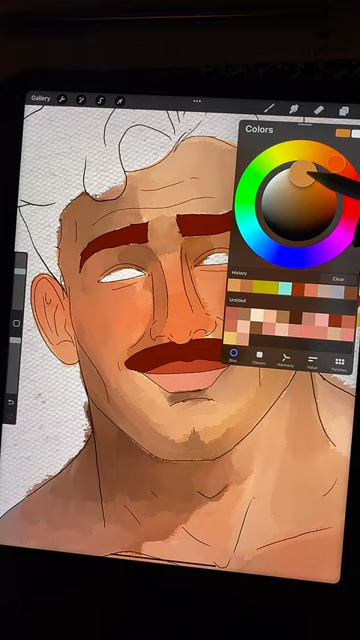 Gallery
Colors
History Clear
Untitled
Disc Classic Harmony Value Palettes